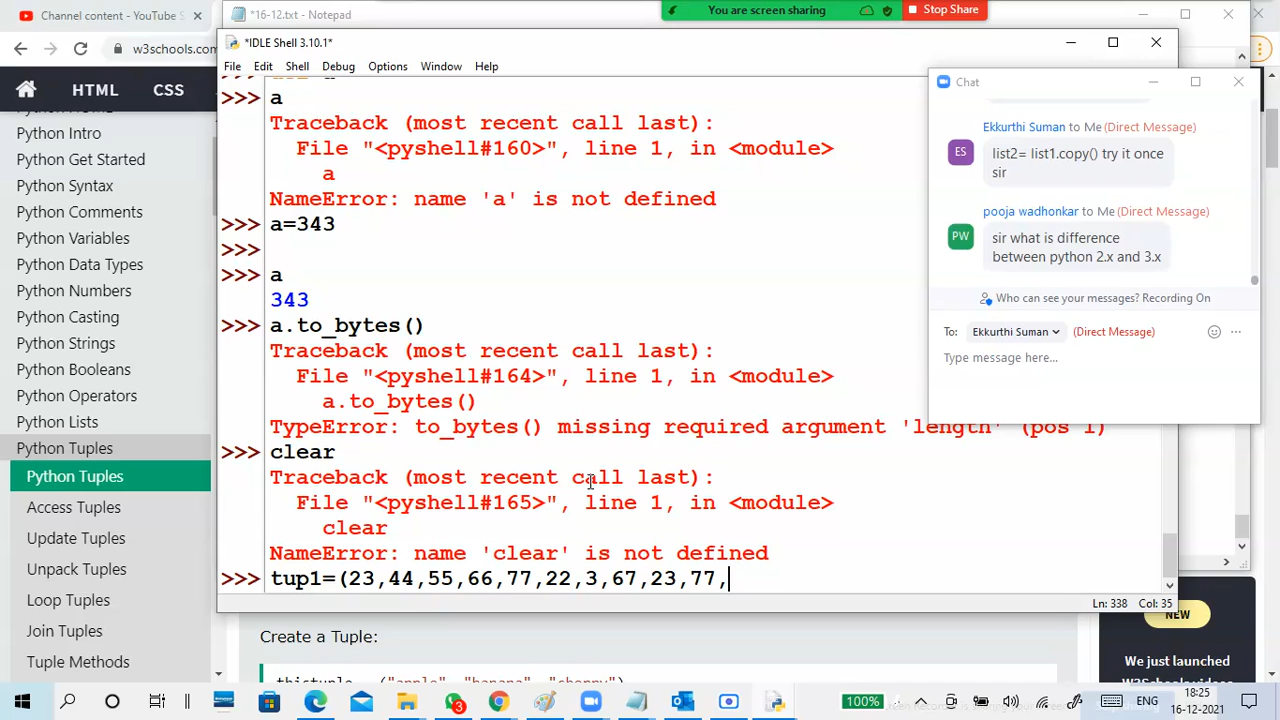 Channel content - YouTube S
*16-12.txt - Notepad
You are screen sharing
Stop Share
w3schools.com
HTML
CSS
Python Intro
Python Get Started
Python Syntax
Python Comments
Python Variables
Python Data Types
Python Numbers
Python Casting
Python Strings
Python Booleans
Python Operators
Python Lists
Python Tuples
Python Tuples
Access Tuples
Update Tuples
Unpack Tuples
Loop Tuples
Join Tuples
Tuple Methods
*IDLE Shell 3.10.1*
File Edit Shell Debug Options Window Help
>>> a
Traceback (most recent call last):
File "<pyshell#160>", line 1, in <module>
a
NameError: name 'a' is not defined
>>> a=343
>>>
>>> a
343
>>> a.to_bytes()
Traceback (most recent call last):
File "<pyshell#164>", line 1, in <module>
a.to_bytes()
TypeError: to_bytes() missing required argument 'length' (pos 1)
>>> clear
Traceback (most recent call last):
File "<pyshell#165>", line 1, in <module>
clear
NameError: name 'clear' is not defined
>>> tup1=(23,44,55,66,77,22,3,67,23,77,
Ln: 338 Col: 35
Chat
Ekkurthi Suman to Me (Direct Message)
ES
list2= list1.copy() try it once
sir
pooja wadhonkar to Me (Direct Message)
PW
sir what is difference
between python 2.x and 3.x
Who can see your messages? Recording On
To: Ekkurthi Suman (Direct Message)
Type message here...
Create a Tuple:
NEW
We just launched
W3Schools videos
3
100%
ENG
18:25
16-12-2021